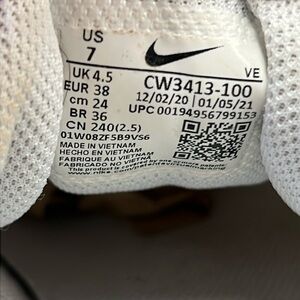 US
7
VE
UK 4.5
EUR 38
cm 24
BR 36
CN 240(2.5)
CW3413-100
12/02/20 | 01/05/21
UPC 00194956799153
01W08ZF5B9VS6
MADE IN VIETNAM
HECHO EN VIETNAM
FABRIQUÉ AU VIETNAM
FABRICADO NO VIETNÃ